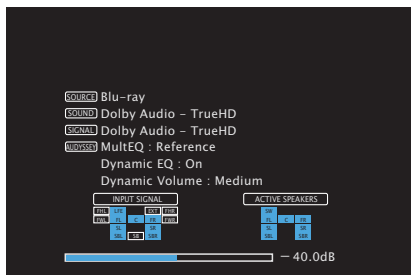 SOURCE Blu-ray
SOUND Dolby Audio - TrueHD
SIGNAL Dolby Audio - TrueHD
AUDYSSEY MultEQ : Reference
Dynamic EQ : On
Dynamic Volume : Medium
INPUT SIGNAL ACTIVE SPEAKERS
FHL LFE EXT FHR SW
FWL FL C FR FWR FL C FR
SL SR SL SR
SBL SB SBR SBL SBR
-40.0dB